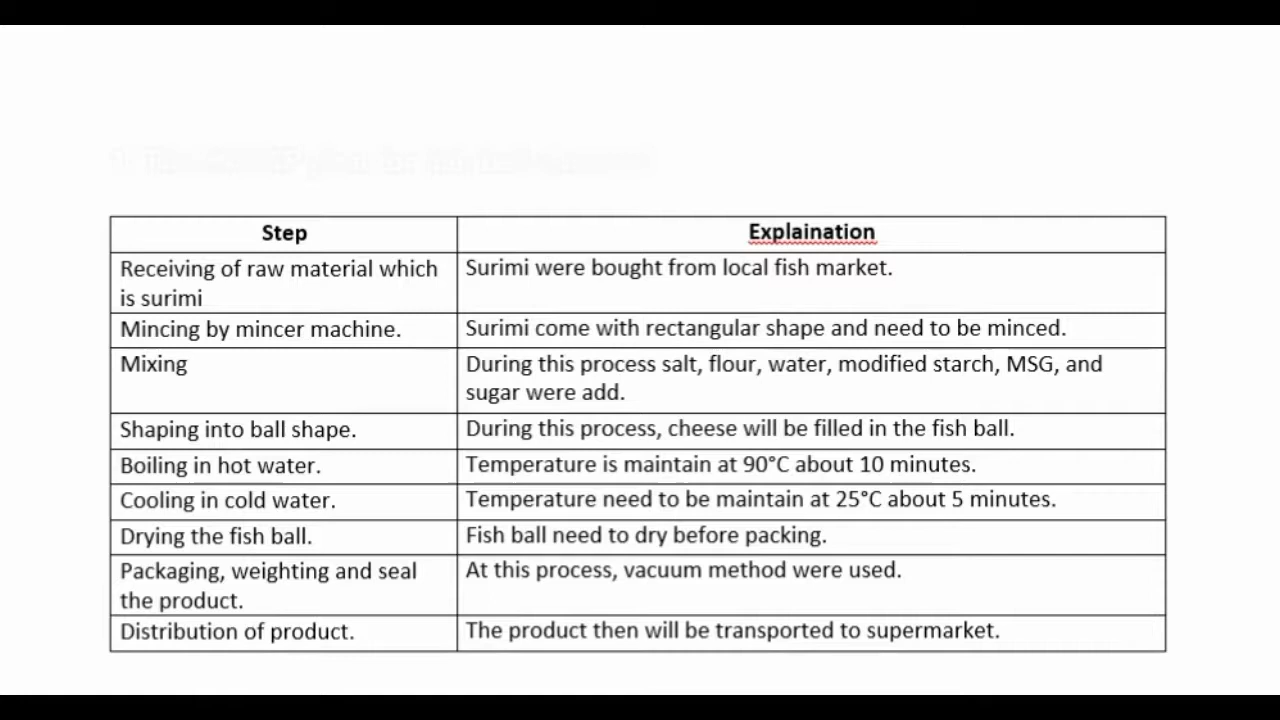 Step
Explaination
Receiving of raw material which
is surimi
Surimi were bought from local fish market.
Mincing by mincer machine.
Surimi come with rectangular shape and need to be minced.
Mixing
During this process salt, flour, water, modified starch, MSG, and
sugar were add.
Shaping into ball shape.
During this process, cheese will be filled in the fish ball.
Boiling in hot water.
Temperature is maintain at 90°C about 10 minutes.
Cooling in cold water.
Temperature need to be maintain at 25°C about 5 minutes.
Drying the fish ball.
Fish ball need to dry before packing.
Packaging, weighting and seal
the product.
At this process, vacuum method were used.
Distribution of product.
The product then will be transported to supermarket.